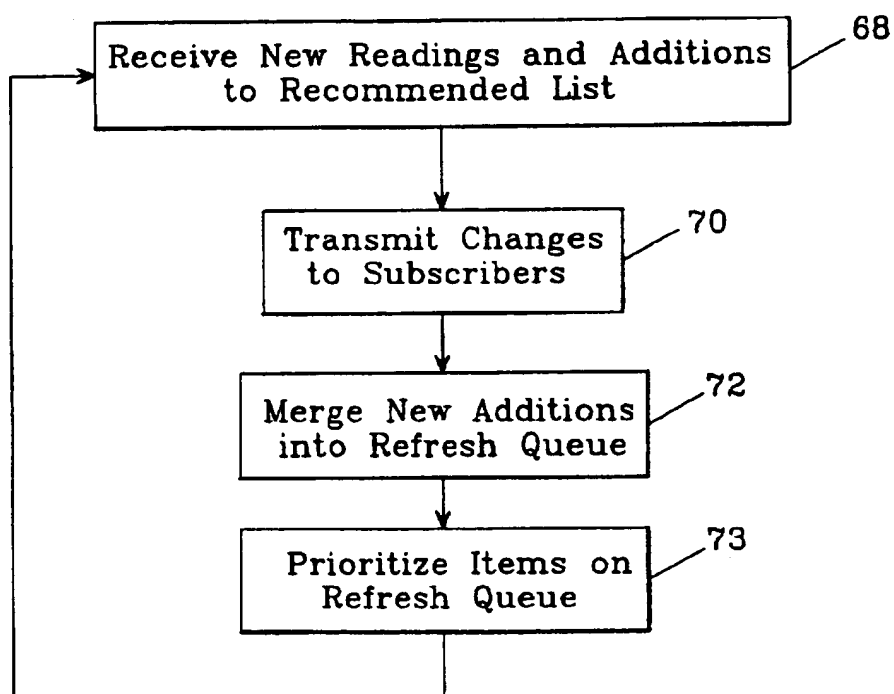 Receive New Readings and Additions
to Recommended List
68
Transmit Changes
to Subscribers
70
Merge New Additions
into Refresh Queue
72
Prioritize Items on
Refresh Queue
73